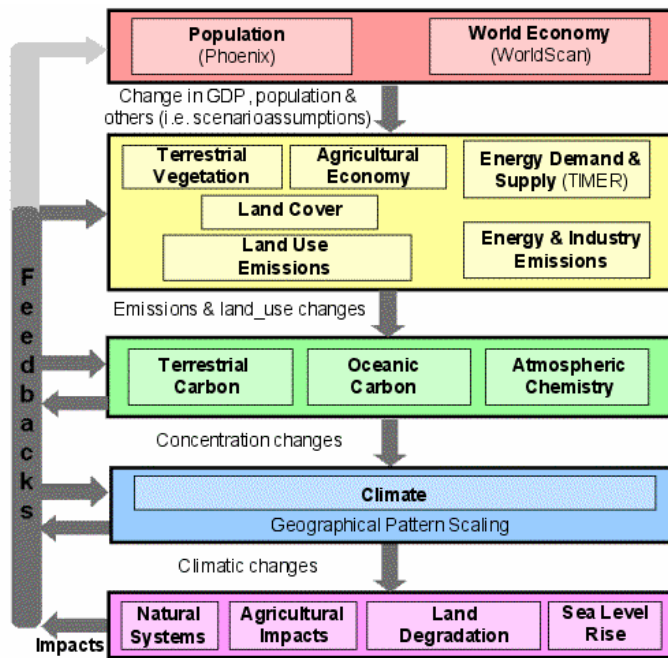 Population
(Phoenix)
World Economy
(WorldScan)
Change in GDP, population &
others (i.e. scenarioassumptions)
Terrestrial
Vegetation
Agricultural
Economy
Energy Demand &
Supply (TIMER)
Land Cover
Land Use
Emissions
Energy & Industry
Emissions
Emissions & land_use changes
Terrestrial
Carbon
Oceanic
Carbon
Atmospheric
Chemistry
Concentration changes
Climate
Geographical Pattern Scaling
Climatic changes
Natural
Systems
Agricultural
Impacts
Land
Degradation
Sea Level
Rise
Impacts
Feedbacks